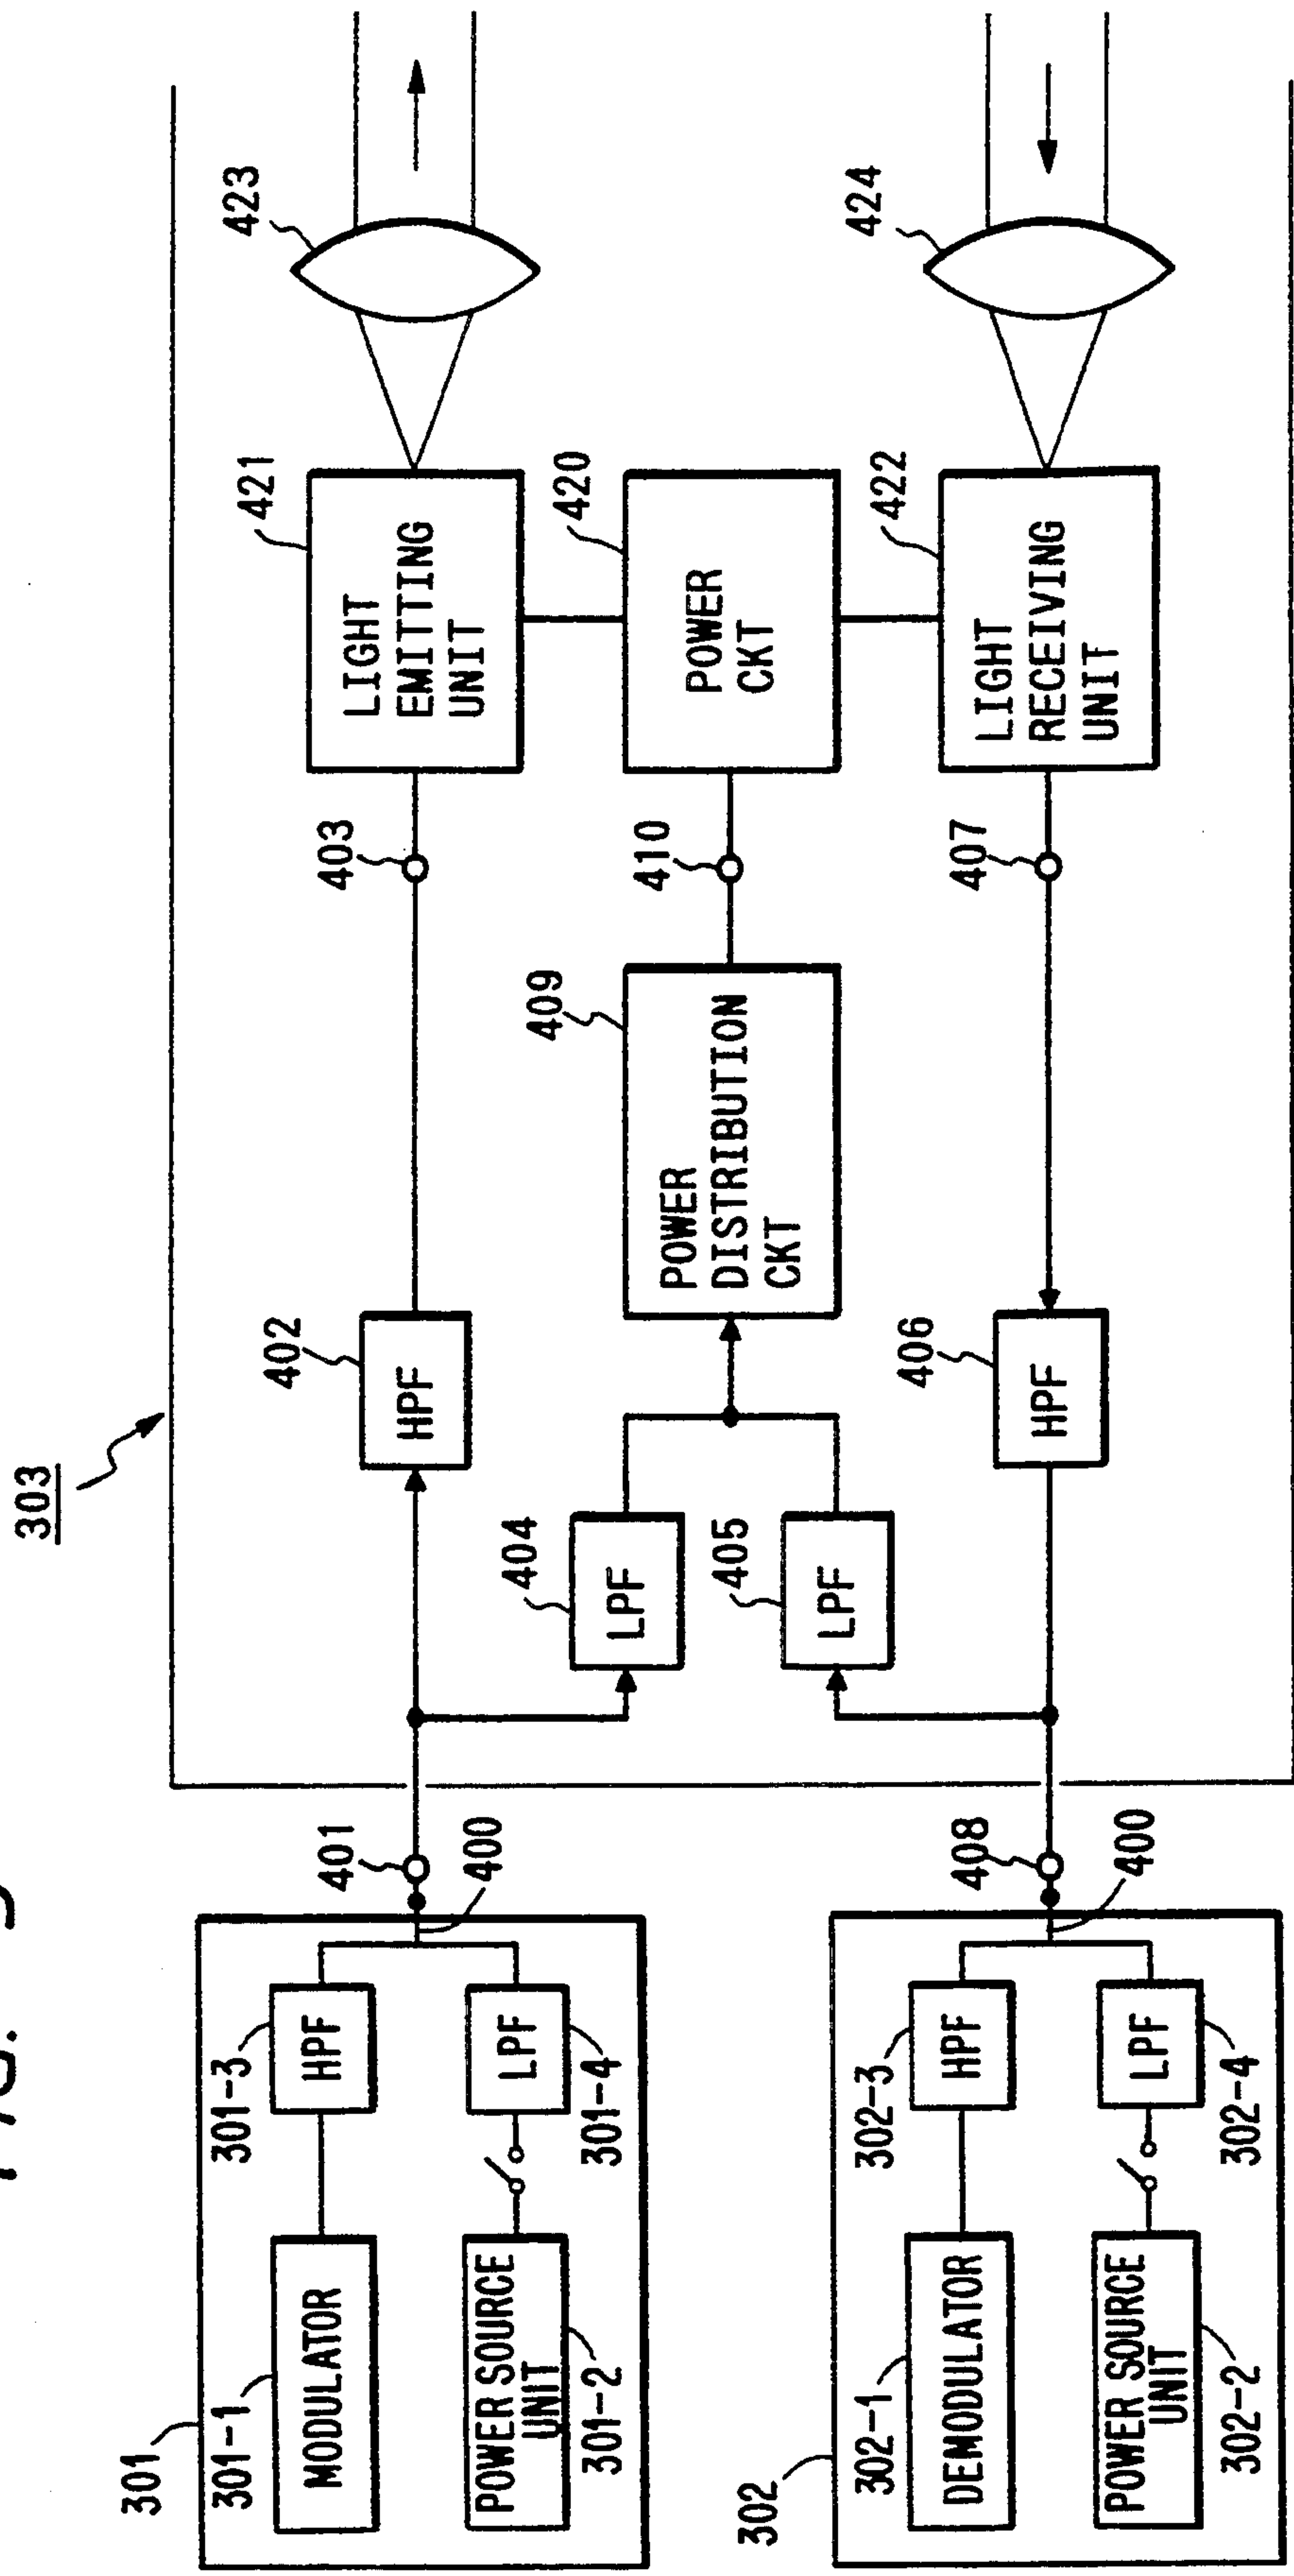 303
423
424
421
LIGHT
EMITTING
UNIT
420
POWER
CKT
422
LIGHT
RECEIVING
UNIT
403
410
407
409
POWER
DISTRIBUTION
CKT
402
HPF
406
HPF
404
LPF
405
LPF
401
400
408
400
301
301-1
MODULATOR
301-3
HPF
POWER SOURCE
UNIT
301-2
LPF
301-4
302
302-1
DEMODULATOR
302-3
HPF
POWER SOURCE
UNIT
302-2
LPF
302-4